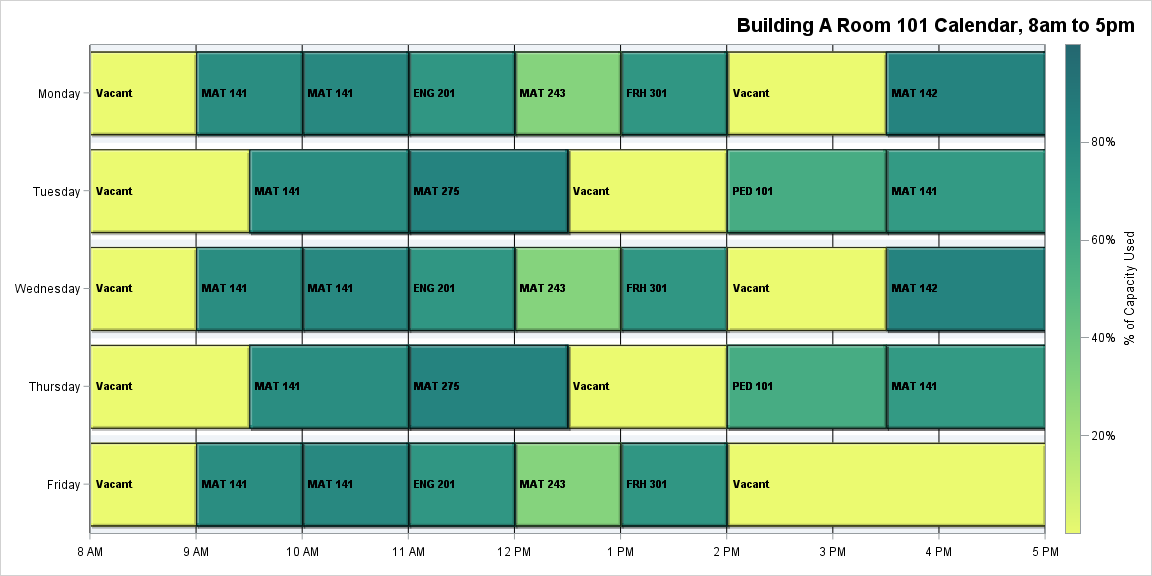 Building A Room 101 Calendar, 8am to 5pm
Monday
Vacant
MAT 141
MAT 141
ENG 201
MAT 243
FRH 301
Vacant
MAT 142
Tuesday
Vacant
MAT 141
MAT 275
Vacant
PED 101
MAT 141
Wednesday
Vacant
MAT 141
MAT 141
ENG 201
MAT 243
FRH 301
Vacant
MAT 142
Thursday
Vacant
MAT 141
MAT 275
Vacant
PED 101
MAT 141
Friday
Vacant
MAT 141
MAT 141
ENG 201
MAT 243
FRH 301
Vacant
8 AM
9 AM
10 AM
11 AM
12 PM
1 PM
2 PM
3 PM
4 PM
5 PM
80%
60%
40%
20%
% of Capacity Used